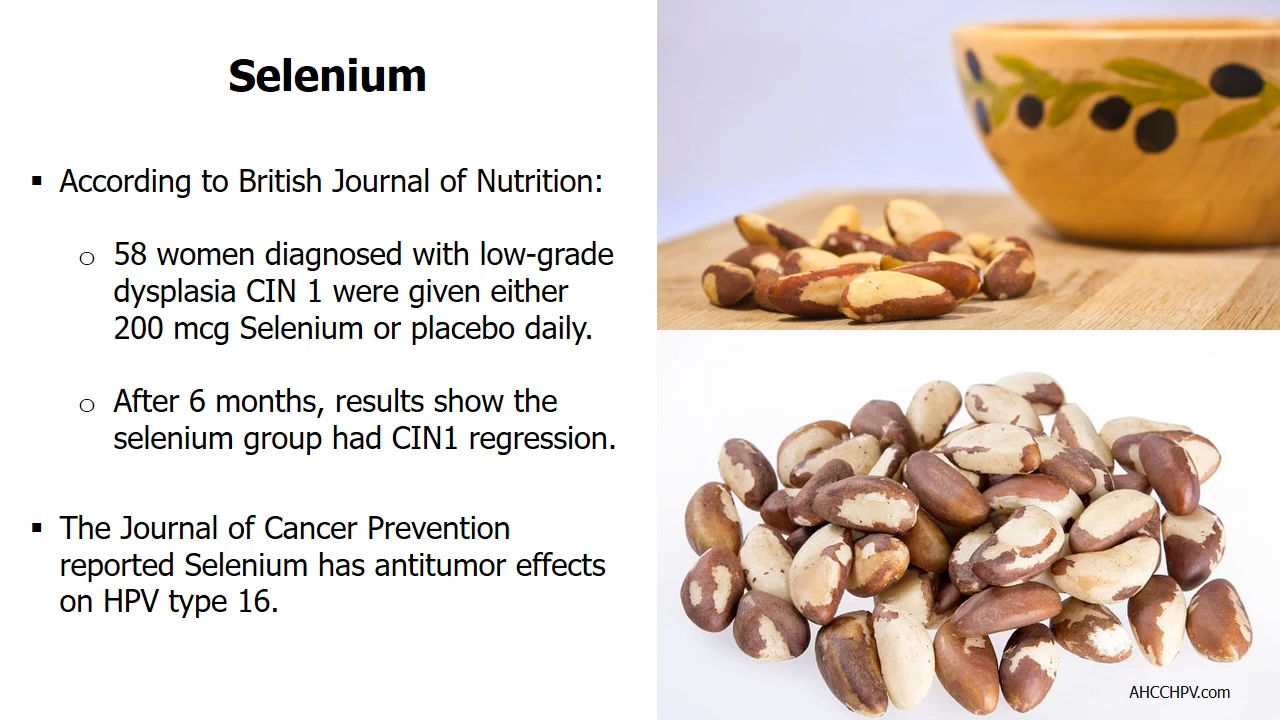 Selenium
▪ According to British Journal of Nutrition:
o 58 women diagnosed with low-grade
dysplasia CIN 1 were given either
200 mcg Selenium or placebo daily.
o After 6 months, results show the
selenium group had CIN1 regression.
▪ The Journal of Cancer Prevention
reported Selenium has antitumor effects
on HPV type 16.
AHCCHPV.com